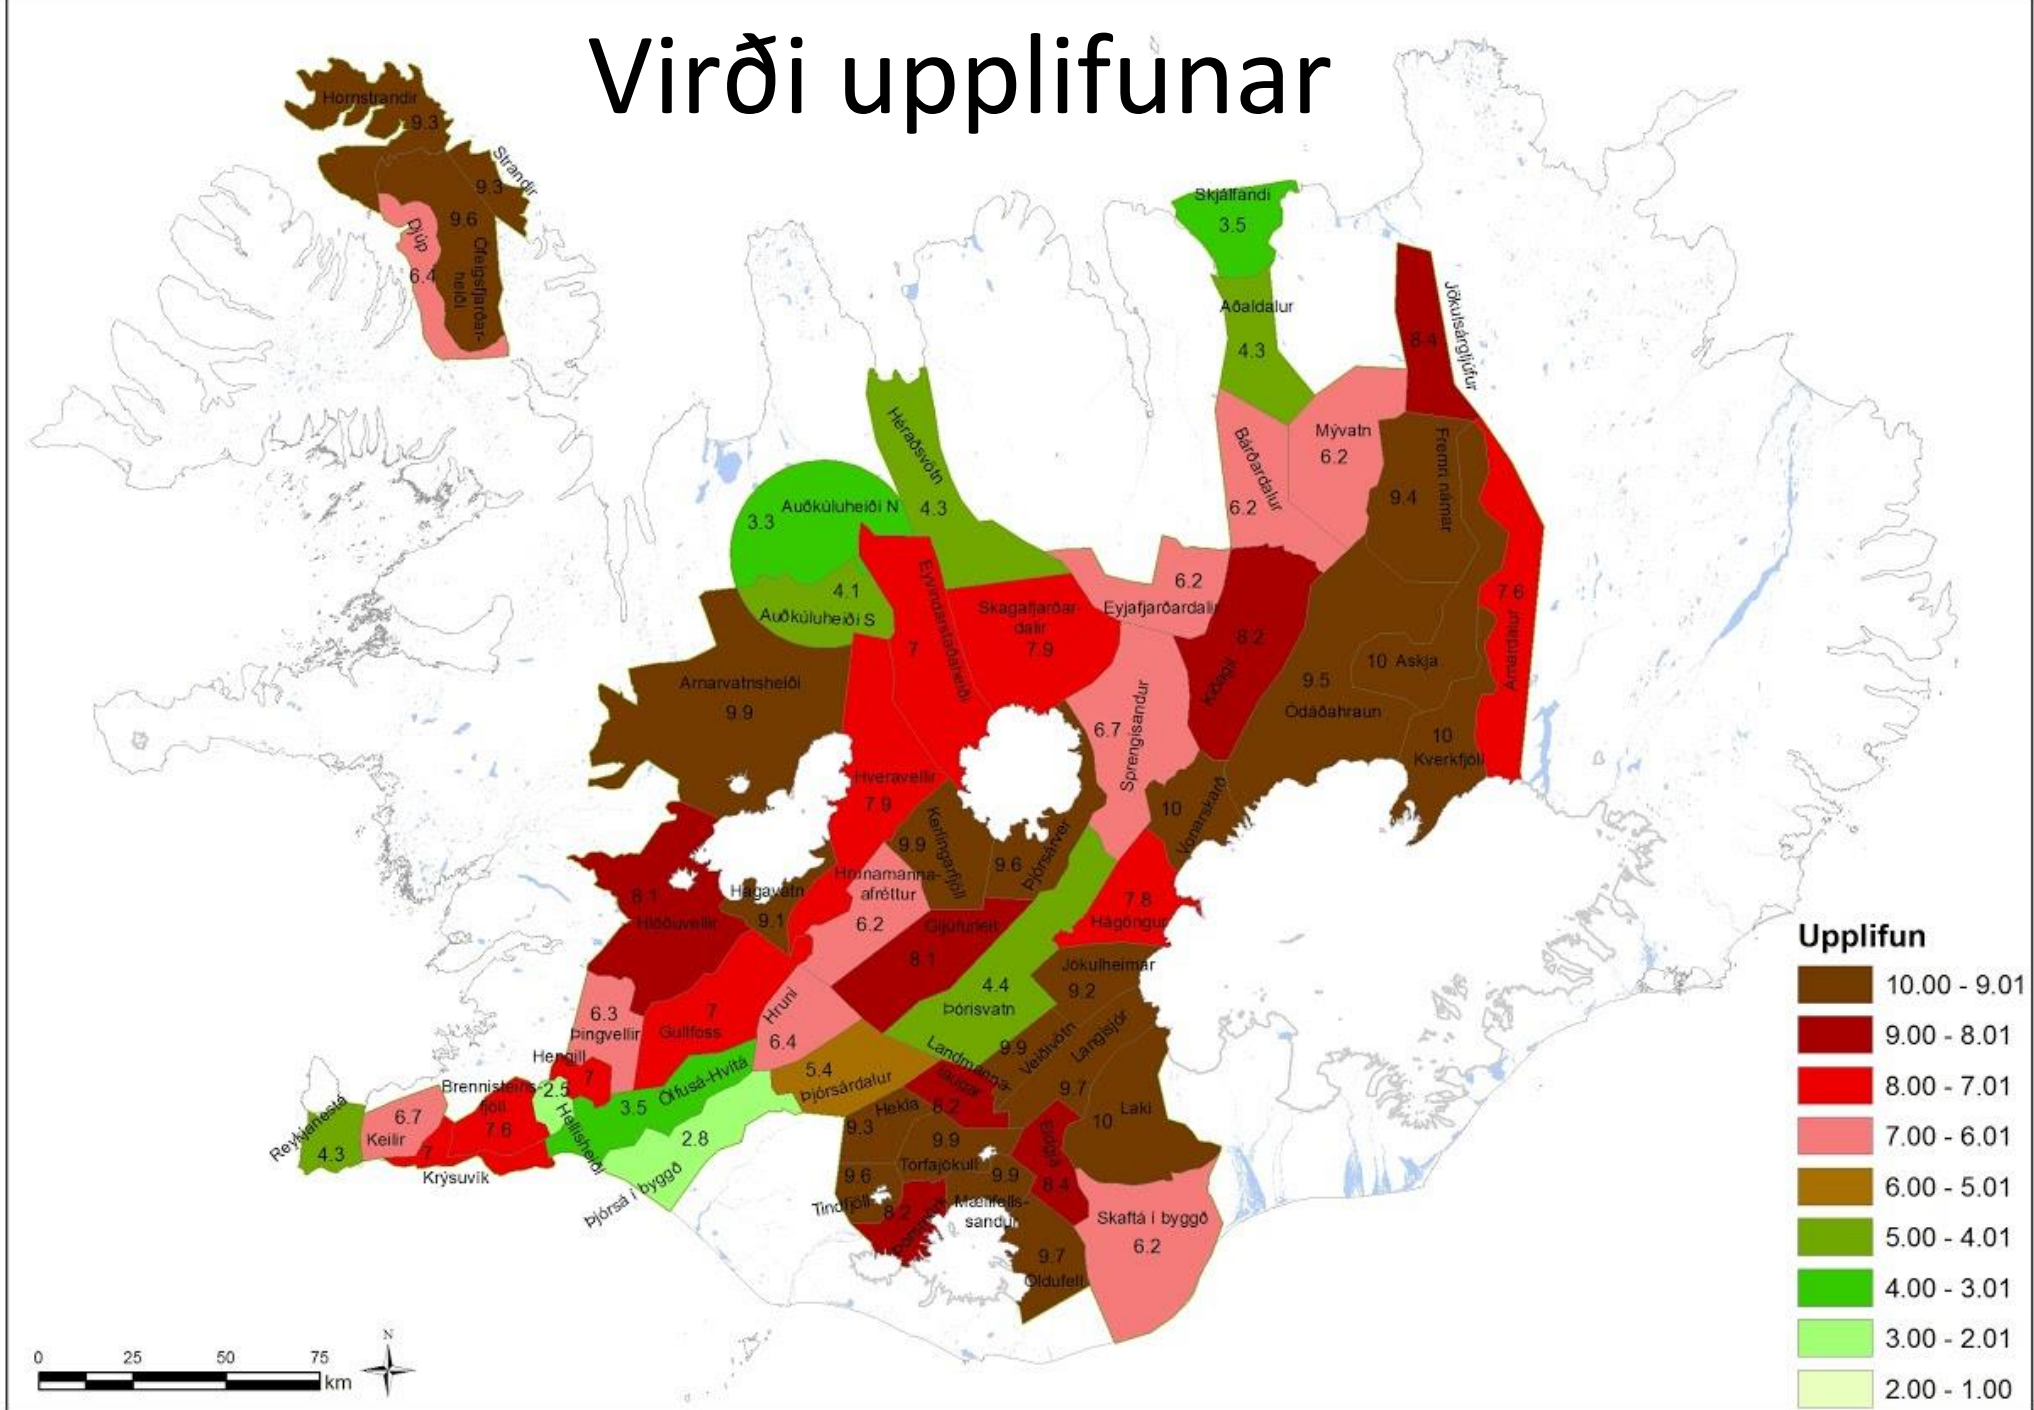 Virði upplifunar
Hornstrandir
9.3
Strandir
9.3
9.6
Ófeigsfjarðar-
heiði
Djúp
6.4
Skjálfandi
3.5
Aðaldalur
4.3
Jökulsárgljúfur
8.4
Héraðsvötn
4.3
Bárðardalur
6.2
Mývatn
6.2
Fremri námar
9.4
Auðkúluheiði N
3.3
4.1
Auðkúluheiði S
Eyvindarstaðaheiði
7
Skagafjarðar-
dalir
7.9
6.2
Eyjafjarðardalir
8.2
Kiðagil
7.6
Arnardalur
10 Askja
9.5
Ódáðahraun
10
Kverkfjöll
Arnarvatnsheiði
9.9
6.7
Sprengisandur
Hveravellir
7.9
10
Vonarskarð
Kerlingarfjöll
9.9
9.6
Þjórsárver
Hrunamanna-
afréttur
6.2
Hagavatn
9.1
8.1
Hlöðuvellir
7.8
Hágöngur
Gljúfurleit
8.1
Jökulheimar
9.2
4.4
Þórisvatn
Hruni
6.4
6.3
Þingvellir
7
Gullfoss
Veiðivötn
9.9
Langisjór
9.7
Landmanna-
laugar
8.2
Hengill
7
5.4
Þjórsárdalur
Ölfusá-Hvítá
3.5
Brennisteins-
fjöll
7.6
2.5
Hellisheiði
2.8
Þjórsá í byggð
Reykjanestá
4.3
6.7
Keilir
7
Krýsuvík
Hekla
9.3
9.9
Torfajökull
10
Laki
Eldgjá
8.4
9.6
Tindfjöll
8.2
Þórsmörk
9.9
Mælifells-
sandur
9.7
Öldufell
Skaftá í byggð
6.2
Upplifun
10.00 - 9.01
9.00 - 8.01
8.00 - 7.01
7.00 - 6.01
6.00 - 5.01
5.00 - 4.01
4.00 - 3.01
3.00 - 2.01
2.00 - 1.00
0 25 50 75
km
N